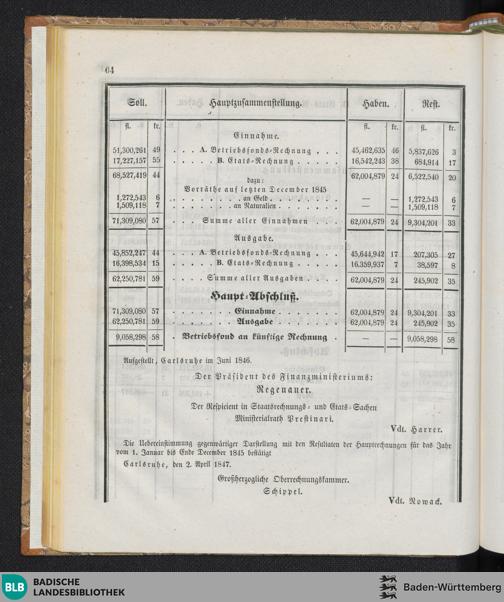 64
Soll. Hauptzusammenstellung. Haben. Rest.
fl. kr. fl. kr. fl. kr.
Einnahme.
51,300,261 49 . . . A. Betriebsfonds-Rechnung . . . 45,462,635 46 5,837,626 3
17,227,157 55 . . . . . B. Etats-Rechnung . . . . . 16,542,243 38 684,914 17
68,527,419 44 62,004,879 24 6,522,540 20
dazu:
Vorräthe auf letzten December 1845
1,272,543 6 . . . . . . . . an Geld . . . . . . . . — — 1,272,543 6
1,509,118 7 . . . . . . . an Naturalien . . . . . . . — — 1,509,118 7
71,309,080 57 . . . Summe aller Einnahmen . . . 62,004,879 24 9,304,201 33
Ausgabe.
45,852,247 44 . . . A. Betriebsfonds-Rechnung . . . 45,644,942 17 207,305 27
16,398,534 15 . . . . . B. Etats-Rechnung . . . . . 16,359,937 7 38,597 8
62,250,781 59 . . . . Summe aller Ausgaben . . . . 62,004,879 24 245,902 35
Haupt-Abschluß.
71,309,080 57 . . . . . . . . Einnahme . . . . . . . . 62,004,879 24 9,304,201 33
62,250,781 59 . . . . . . . . Ausgabe . . . . . . . . 62,004,879 24 245,902 35
9,058,298 58 . Betriebsfond an künftige Rechnung . — — 9,058,298 58
Aufgestellt, Carlsruhe im Juni 1846.
Der Präsident des Finanzministeriums:
Regenauer.
Der Respicient in Staatsrechnungs- und Etats-Sachen
Ministerialrath Prestinari.
Vdt. Harrer.
Die Uebereinstimmung gegenwärtiger Darstellung mit den Resultaten der Hauptrechnungen für das Jahr
vom 1. Januar bis Ende December 1845 bestätigt
Carlsruhe, den 2. April 1847.
Großherzogliche Oberrechnungskammer.
Schippel.
Vdt. Nowack.
BLB
BADISCHE
LANDESBIBLIOTHEK
Baden-Württemberg